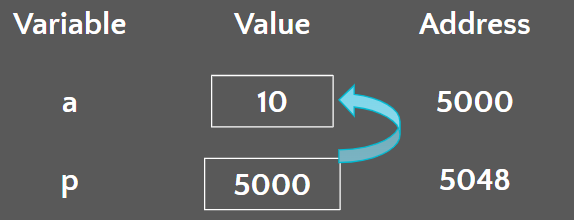 Variable Value Address
a 10 5000
p 5000 5048